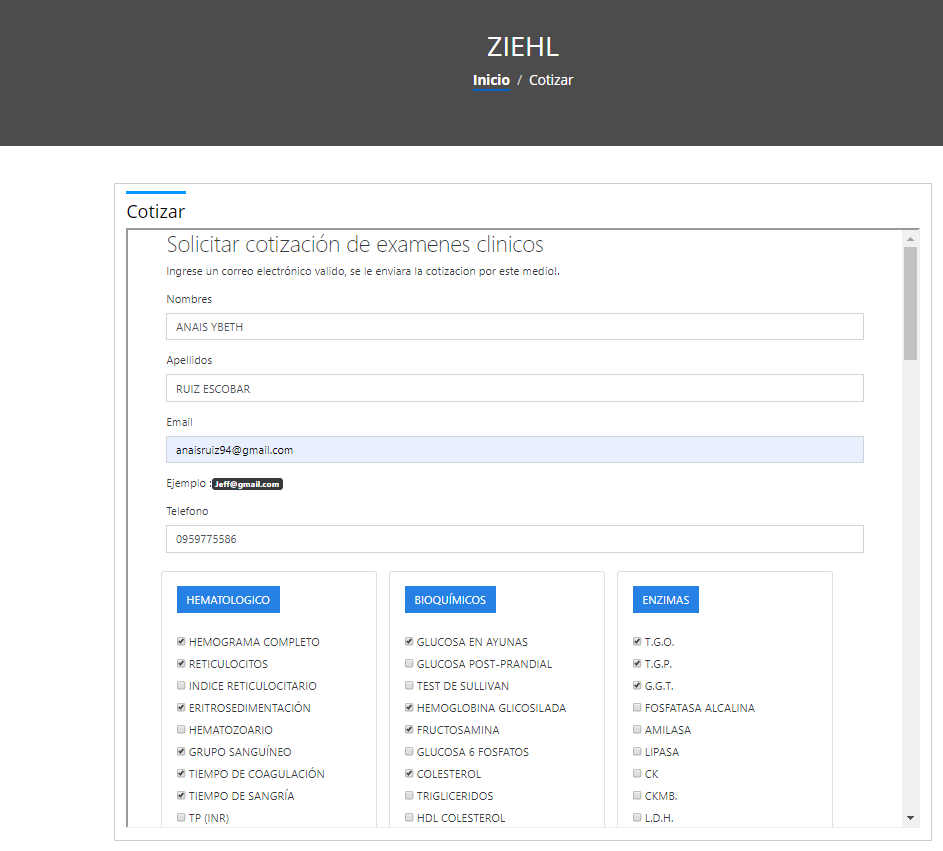 ZIEHL
Inicio / Cotizar
Cotizar
Solicitar cotización de examenes clinicos
Ingrese un correo electrónico valido, se le enviara la cotizacion por este medio!.
Nombres
ANAIS YBETH
Apellidos
RUIZ ESCOBAR
Email
anaisruiz94@gmail.com
Ejemplo : Jeff@gmail.com
Telefono
0959775586
HEMATOLOGICO
HEMOGRAMA COMPLETO
RETICULOCITOS
INDICE RETICULOCITARIO
ERITROSEDIMENTACIÓN
HEMATOZOARIO
GRUPO SANGUÍNEO
TIEMPO DE COAGULACIÓN
TIEMPO DE SANGRÍA
TP (INR)
BIOQUÍMICOS
GLUCOSA EN AYUNAS
GLUCOSA POST-PRANDIAL
TEST DE SULLIVAN
HEMOGLOBINA GLICOSILADA
FRUCTOSAMINA
GLUCOSA 6 FOSFATOS
COLESTEROL
TRIGLICERIDOS
HDL COLESTEROL
ENZIMAS
T.G.O.
T.G.P.
G.G.T.
FOSFATASA ALCALINA
AMILASA
LIPASA
CK
CKMB.
L.D.H.